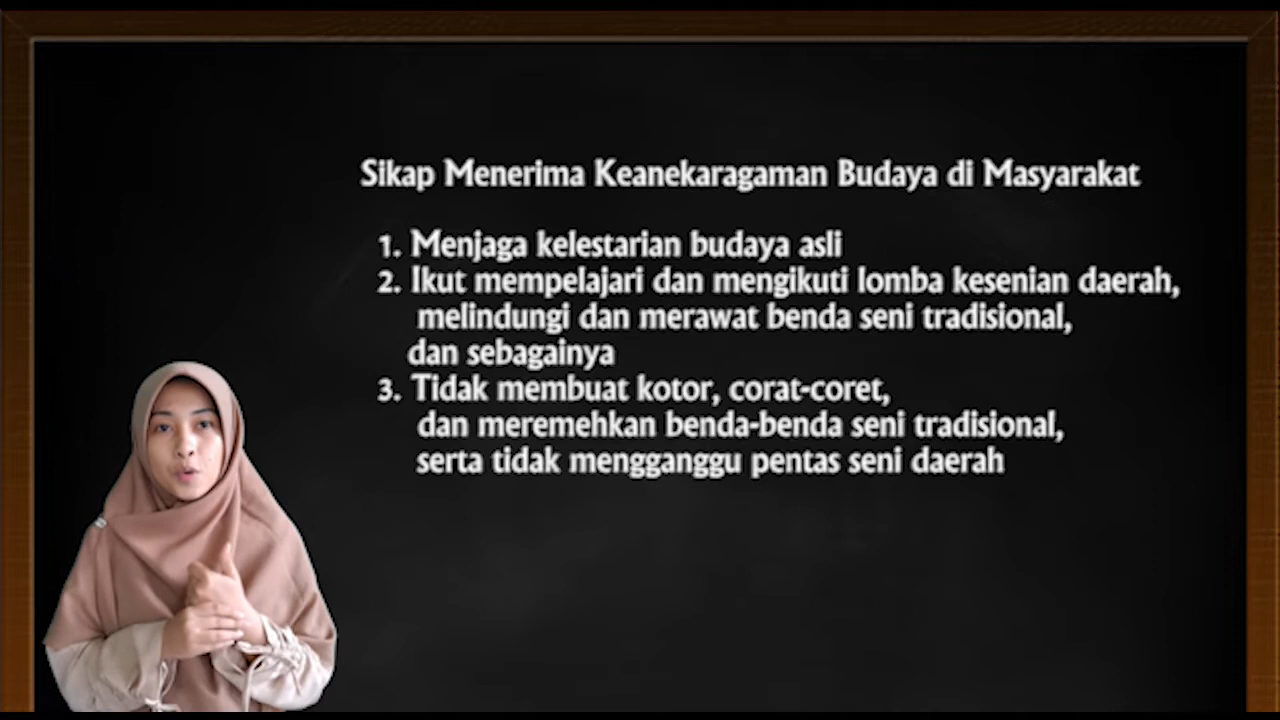 Sikap Menerima Keanekaragaman Budaya di Masyarakat
1. Menjaga kelestarian budaya asli
2. Ikut mempelajari dan mengikuti lomba kesenian daerah,
melindungi dan merawat benda seni tradisional,
dan sebagainya
3. Tidak membuat kotor, corat-coret,
dan meremehkan benda-benda seni tradisional,
serta tidak mengganggu pentas seni daerah